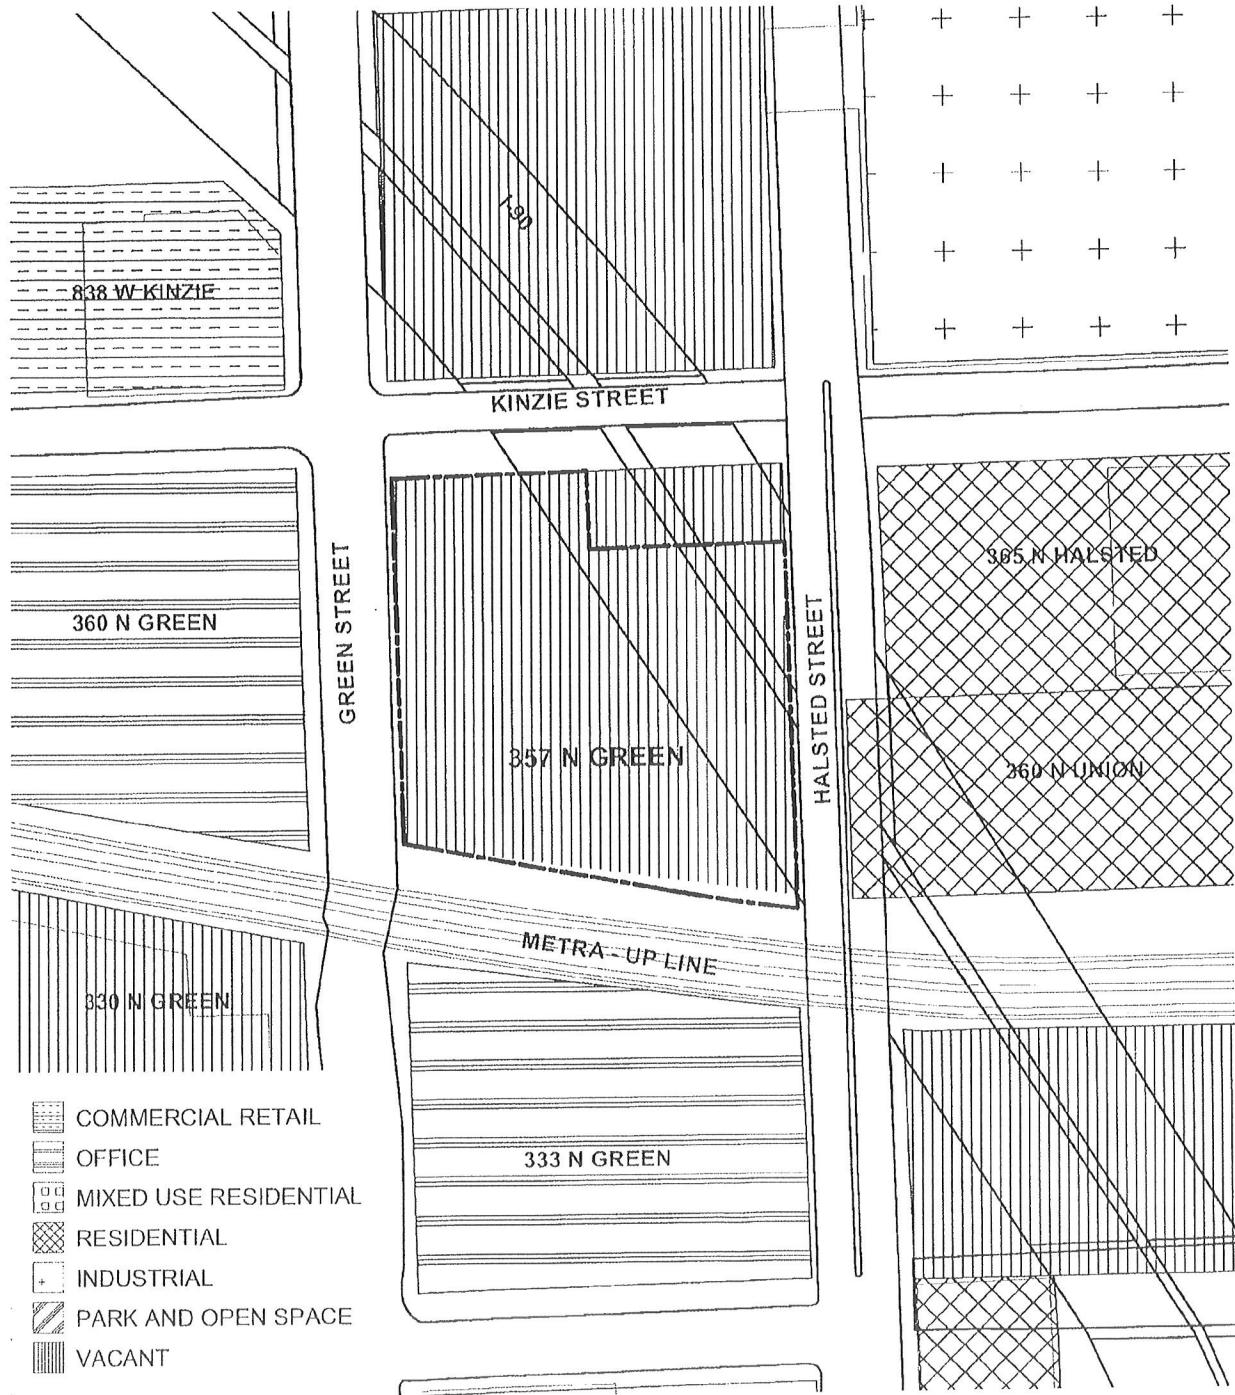 I-90
838 W KINZIE
KINZIE STREET
365 N HALSTED
GREEN STREET
360 N GREEN
HALSTED STREET
357 N GREEN
360 N UNION
METRA - UP LINE
330 N GREEN
333 N GREEN
COMMERCIAL RETAIL
OFFICE
MIXED USE RESIDENTIAL
RESIDENTIAL
INDUSTRIAL
PARK AND OPEN SPACE
VACANT